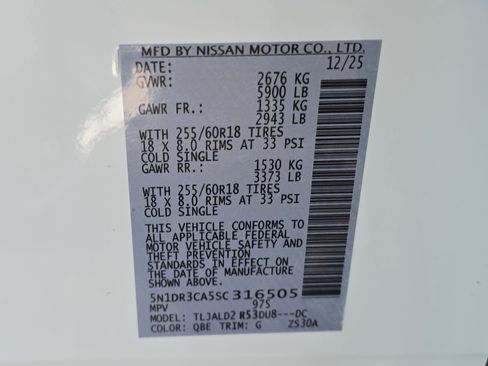 MFD BY NISSAN MOTOR CO., LTD.
DATE: 12/25
GVWR: 2676 KG
5900 LB
GAWR FR.: 1335 KG
2943 LB
WITH 255/60R18 TIRES
18 X 8.0 RIMS AT 33 PSI
COLD SINGLE
GAWR RR.: 1530 KG
3373 LB
WITH 255/60R18 TIRES
18 X 8.0 RIMS AT 33 PSI
COLD SINGLE
THIS VEHICLE CONFORMS TO
ALL APPLICABLE FEDERAL
MOTOR VEHICLE SAFETY AND
THEFT PREVENTION
STANDARDS IN EFFECT ON
THE DATE OF MANUFACTURE
SHOWN ABOVE.
5N1DR3CA5SC316505
MPV 975
MODEL: TLJALD2 R53DU8---DC
COLOR: QBE TRIM: G ZS30A